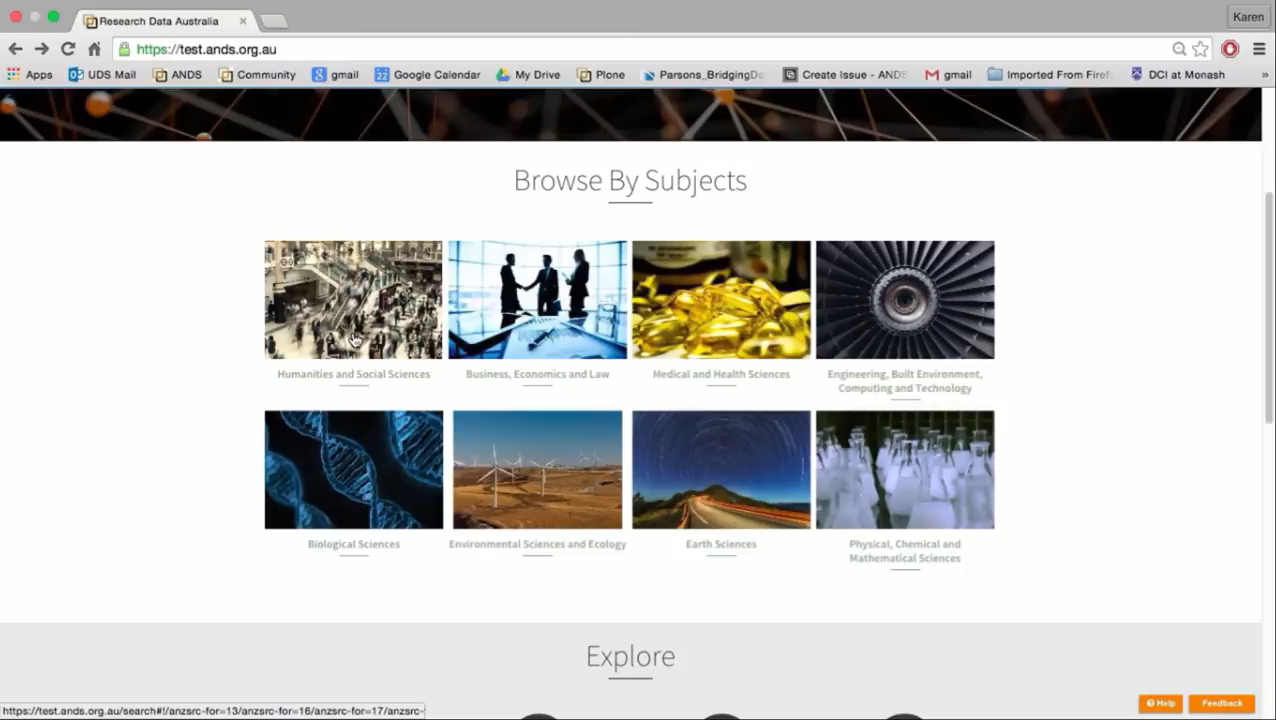 Research Data Australia
Karen
https://test.ands.org.au
Apps UDS Mail ANDS Community gmail Google Calendar My Drive Plone Parsons_BridgingDa Create Issue - ANDS gmail Imported From Firef DCI at Monash »
Browse By Subjects
Humanities and Social Sciences
Business, Economics and Law
Medical and Health Sciences
Engineering, Built Environment,
Computing and Technology
Biological Sciences
Environmental Sciences and Ecology
Earth Sciences
Physical, Chemical and
Mathematical Sciences
Explore
Help
Feedback
https://test.ands.org.au/search#!/anzsrc-for=13/anzsrc-for=16/anzsrc-for=17/anzsrc-